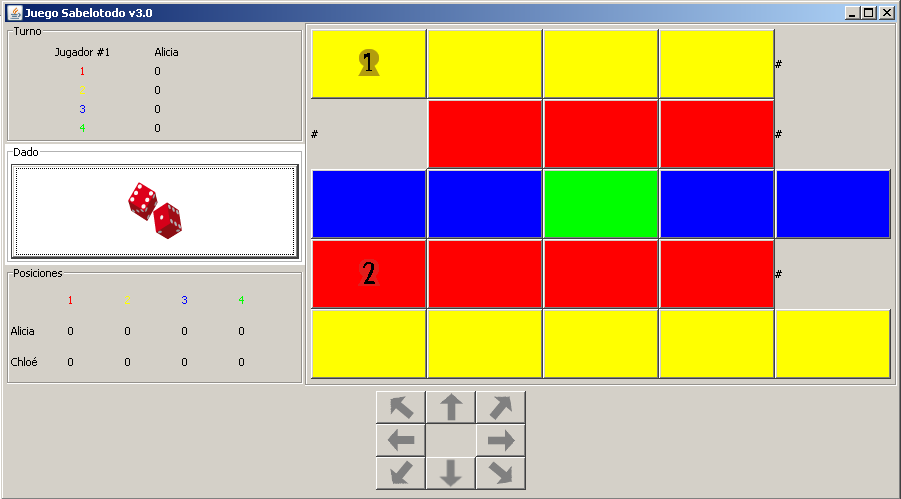 Juego Sabelotodo v3.0
Turno
Jugador #1 Alicia
1 0
2 0
3 0
4 0
Dado
Posiciones
1 2 3 4
Alicia 0 0 0 0
Chloé 0 0 0 0
1
#
# #
2
#